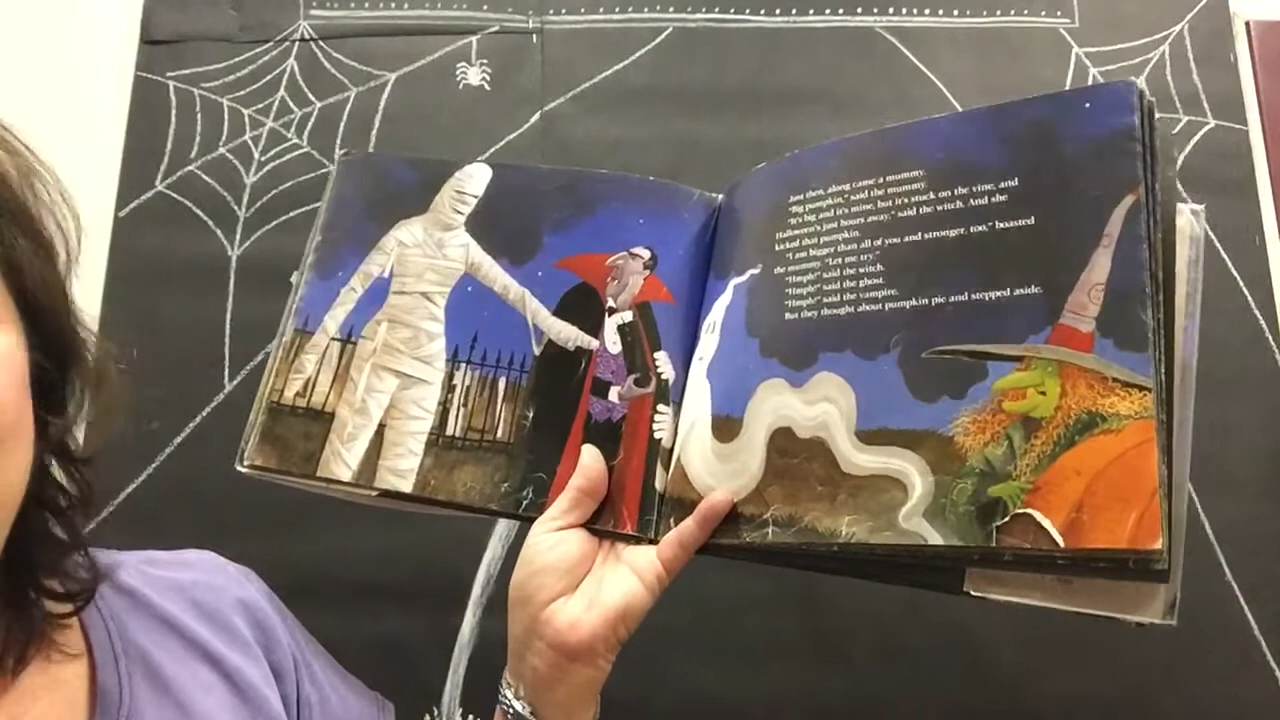 Just then, along came a mummy.
"Big pumpkin," said the mummy.
"It's big and it's mine, but it's stuck on the vine, and
Halloween's just hours away," said the witch. And she
kicked that pumpkin.
"I am bigger than all of you and stronger, too," boasted
the mummy. "Let me try."
"Hmph!" said the witch.
"Hmph!" said the ghost.
"Hmph!" said the vampire.
But they thought about pumpkin pie and stepped aside.